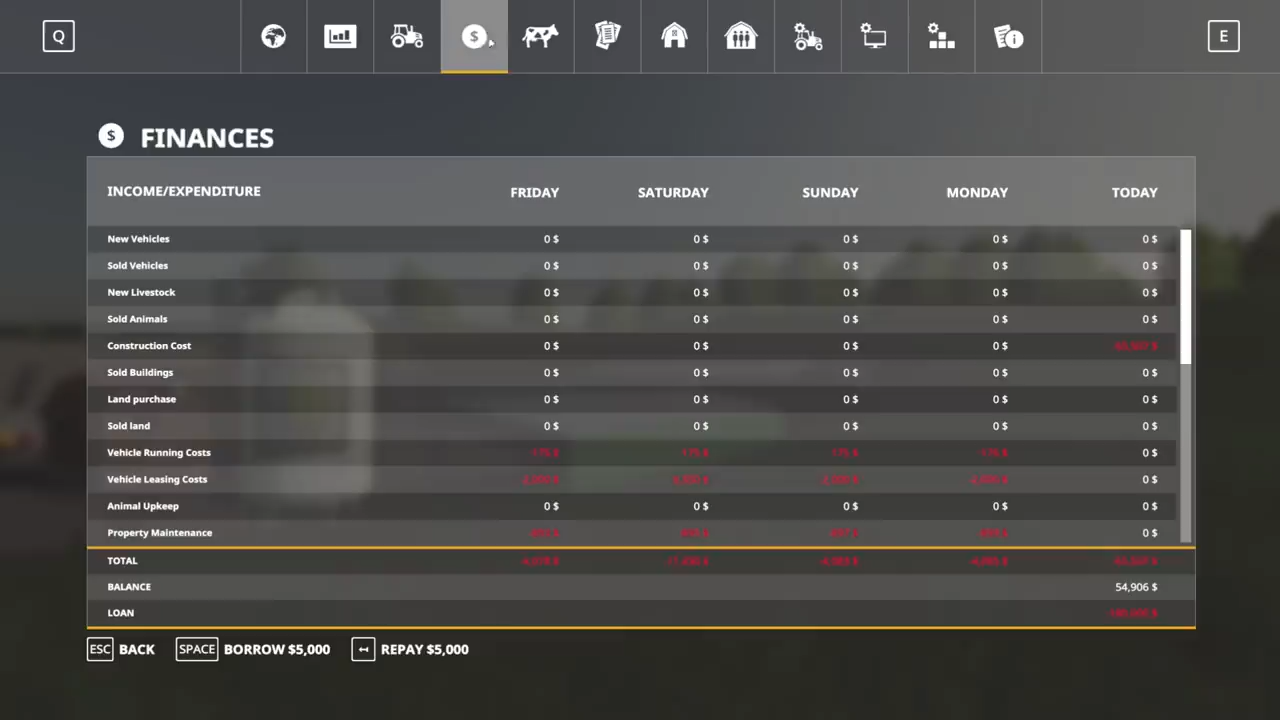 Q
$
E
$ FINANCES
INCOME/EXPENDITURE FRIDAY SATURDAY SUNDAY MONDAY TODAY
New Vehicles 0 $ 0 $ 0 $ 0 $ 0 $
Sold Vehicles 0 $ 0 $ 0 $ 0 $ 0 $
New Livestock 0 $ 0 $ 0 $ 0 $ 0 $
Sold Animals 0 $ 0 $ 0 $ 0 $ 0 $
Construction Cost 0 $ 0 $ 0 $ 0 $
Sold Buildings 0 $ 0 $ 0 $ 0 $ 0 $
Land purchase 0 $ 0 $ 0 $ 0 $ 0 $
Sold land 0 $ 0 $ 0 $ 0 $ 0 $
Vehicle Running Costs -175 $ -175 $ -175 $ -175 $ 0 $
Vehicle Leasing Costs 0 $
Animal Upkeep 0 $ 0 $ 0 $ 0 $ 0 $
Property Maintenance 0 $
TOTAL
BALANCE 54,906 $
LOAN
ESC BACK SPACE BORROW $5,000 ↔ REPAY $5,000